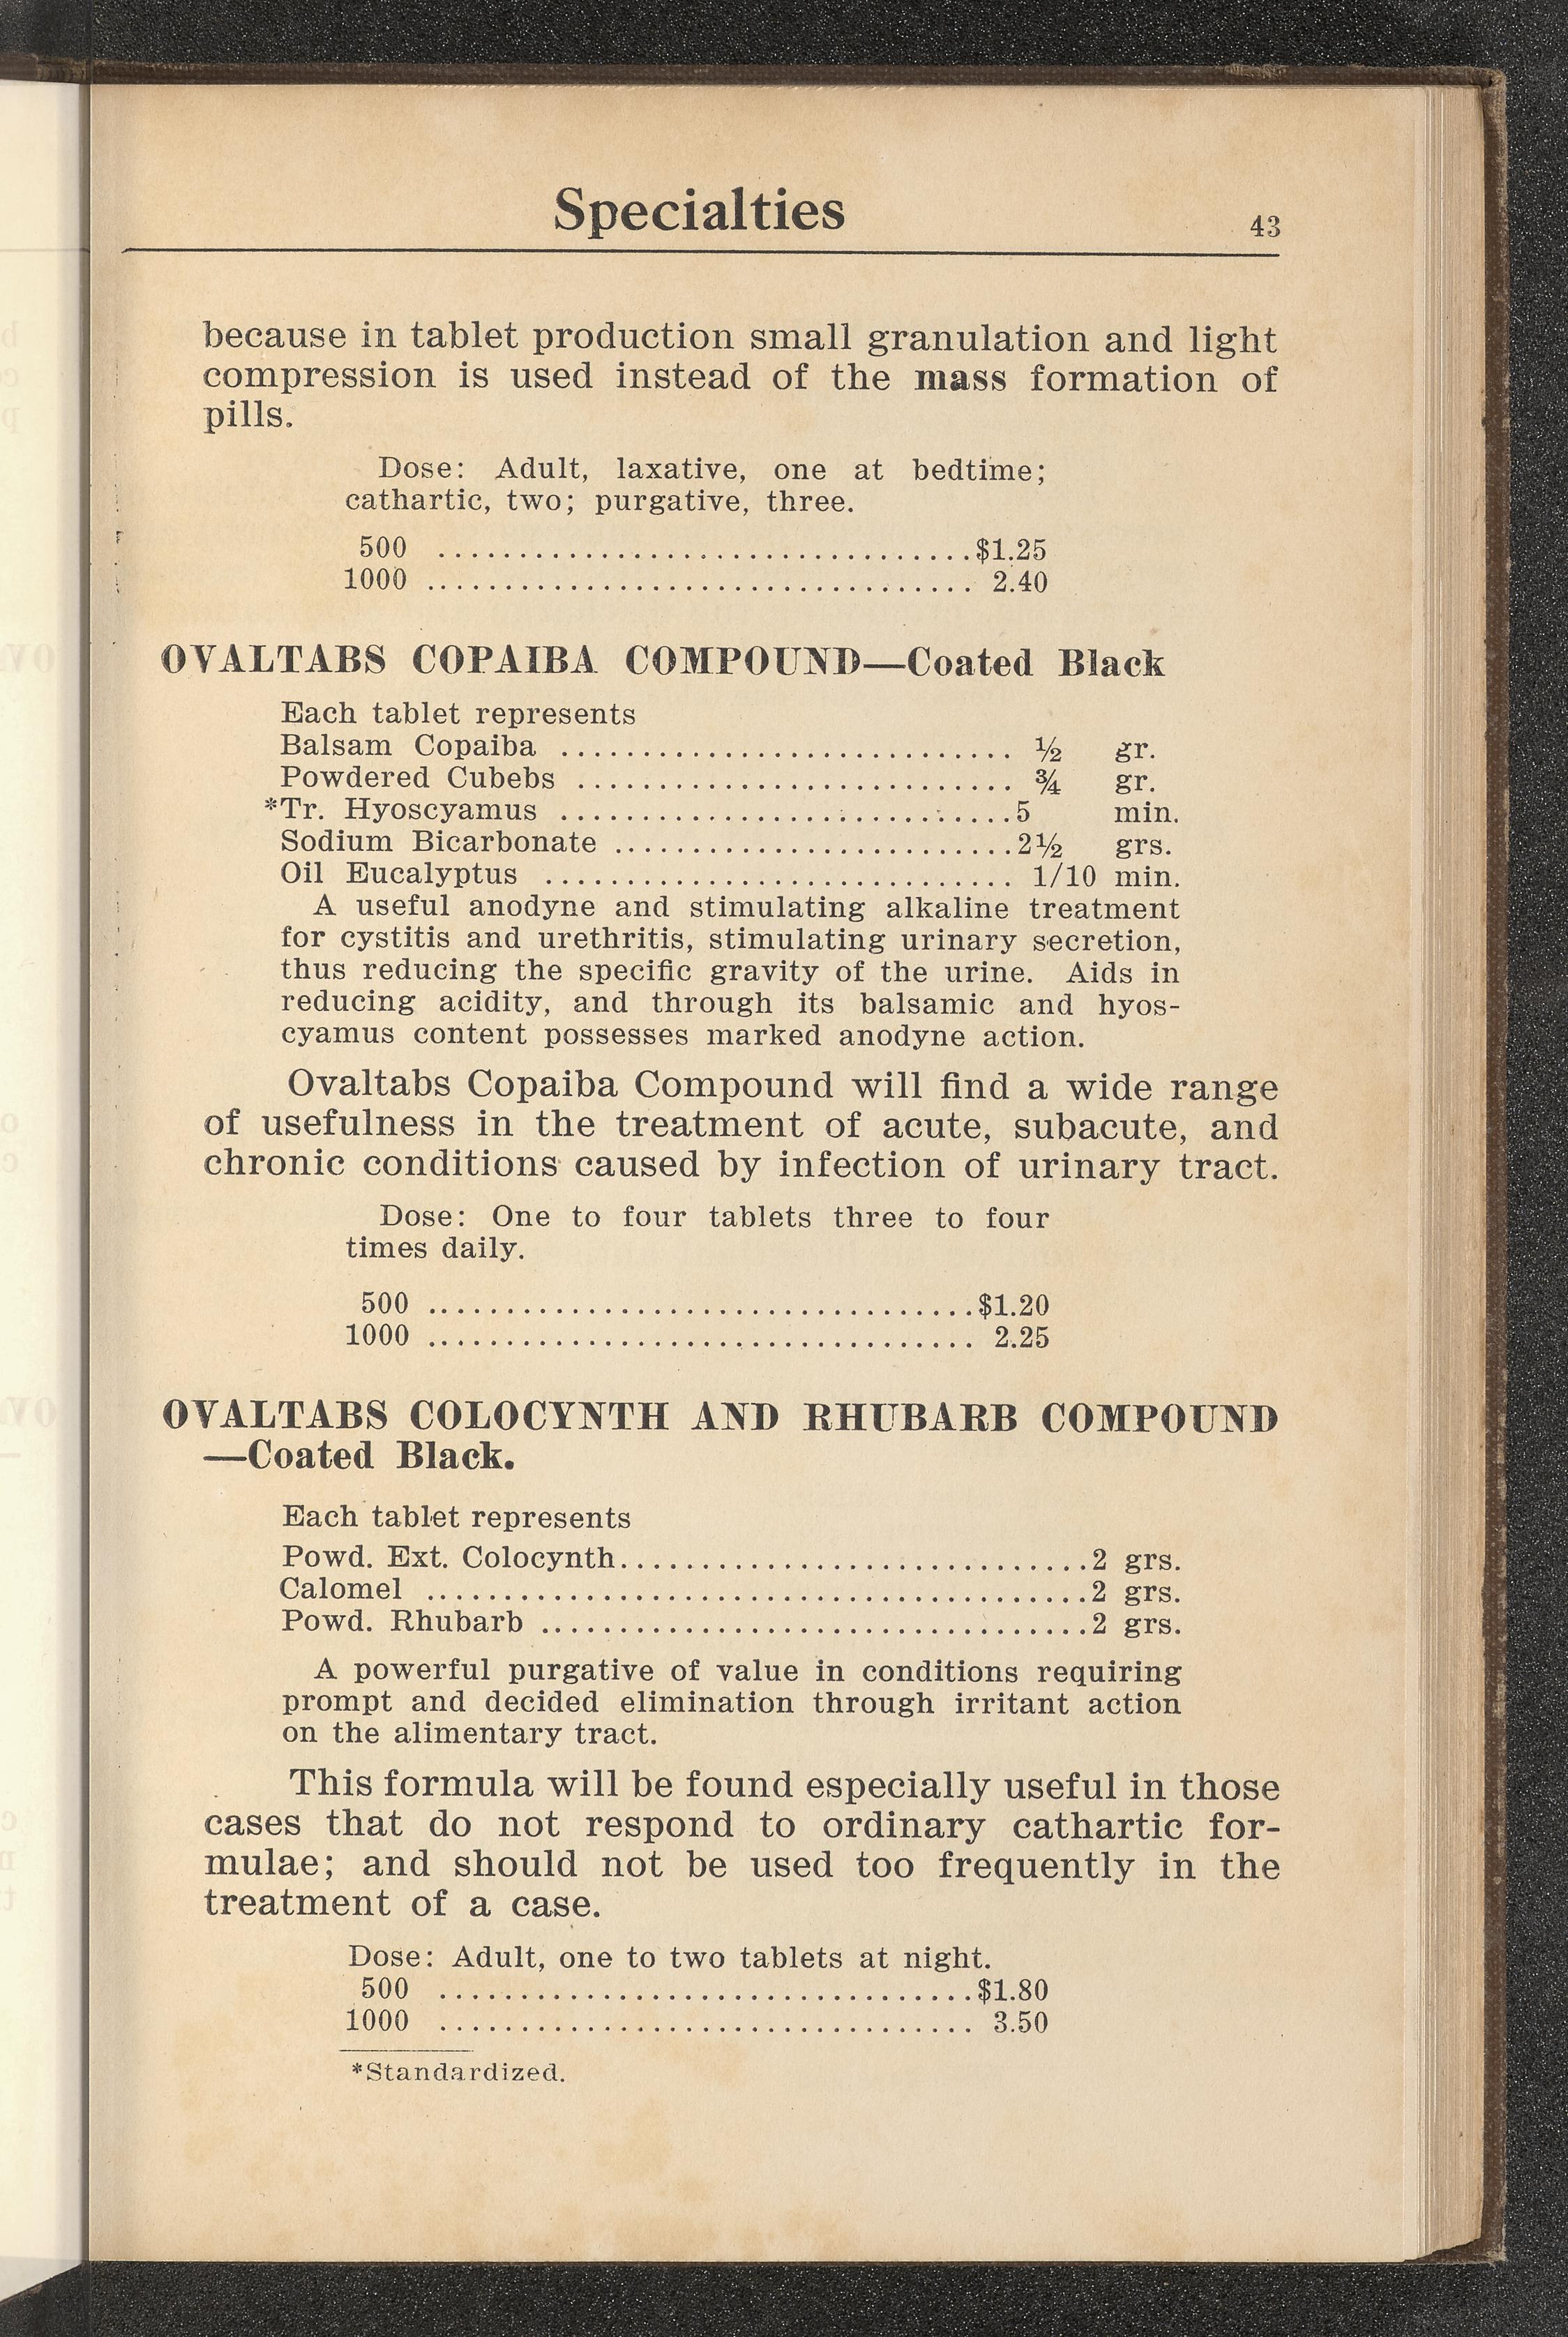 Specialties 43
because in tablet production small granulation and light
compression is used instead of the mass formation of
pills.
Dose: Adult, laxative, one at bedtime;
cathartic, two; purgative, three.
500 ..................................$1.25
1000 ................................... 2.40
OVALTABS COPAIBA COMPOUND—Coated Black
Each tablet represents
Balsam Copaiba ............................. ½ gr.
Powdered Cubebs ............................ ¾ gr.
*Tr. Hyoscyamus .............................5 min.
Sodium Bicarbonate ..........................2½ grs.
Oil Eucalyptus .............................. 1/10 min.
A useful anodyne and stimulating alkaline treatment
for cystitis and urethritis, stimulating urinary secretion,
thus reducing the specific gravity of the urine. Aids in
reducing acidity, and through its balsamic and hyos-
cyamus content possesses marked anodyne action.
Ovaltabs Copaiba Compound will find a wide range
of usefulness in the treatment of acute, subacute, and
chronic conditions caused by infection of urinary tract.
Dose: One to four tablets three to four
times daily.
500 ...................................$1.20
1000 ................................... 2.25
OVALTABS COLOCYNTH AND RHUBARB COMPOUND
—Coated Black.
Each tablet represents
Powd. Ext. Colocynth..............................2 grs.
Calomel ..........................................2 grs.
Powd. Rhubarb ...................................2 grs.
A powerful purgative of value in conditions requiring
prompt and decided elimination through irritant action
on the alimentary tract.
This formula will be found especially useful in those
cases that do not respond to ordinary cathartic for-
mulae; and should not be used too frequently in the
treatment of a case.
Dose: Adult, one to two tablets at night.
500 ..................................$1.80
1000 .................................. 3.50
*Standardized.